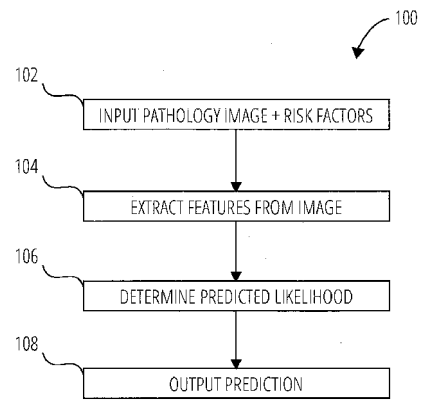 100
102
INPUT PATHOLOGY IMAGE + RISK FACTORS
104
EXTRACT FEATURES FROM IMAGE
106
DETERMINE PREDICTED LIKELIHOOD
108
OUTPUT PREDICTION